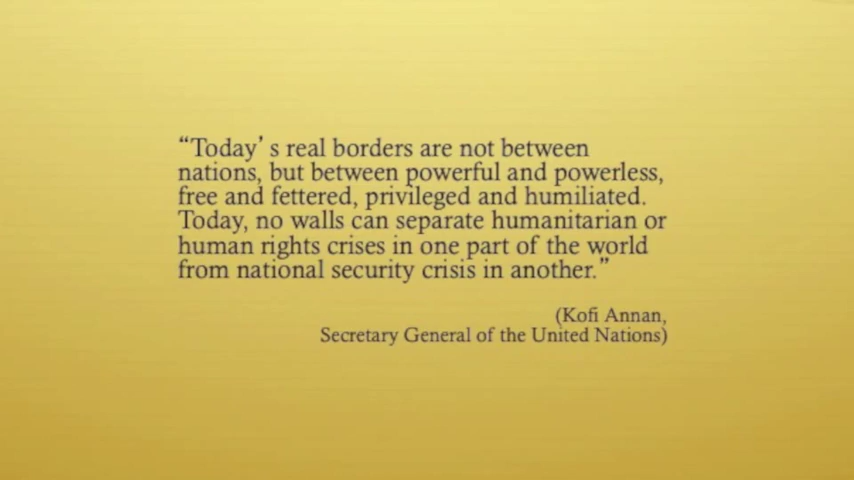 “Today’ s real borders are not between
nations, but between powerful and powerless,
free and fettered, privileged and humiliated.
Today, no walls can separate humanitarian or
human rights crises in one part of the world
from national security crisis in another.”
(Kofi Annan,
Secretary General of the United Nations)